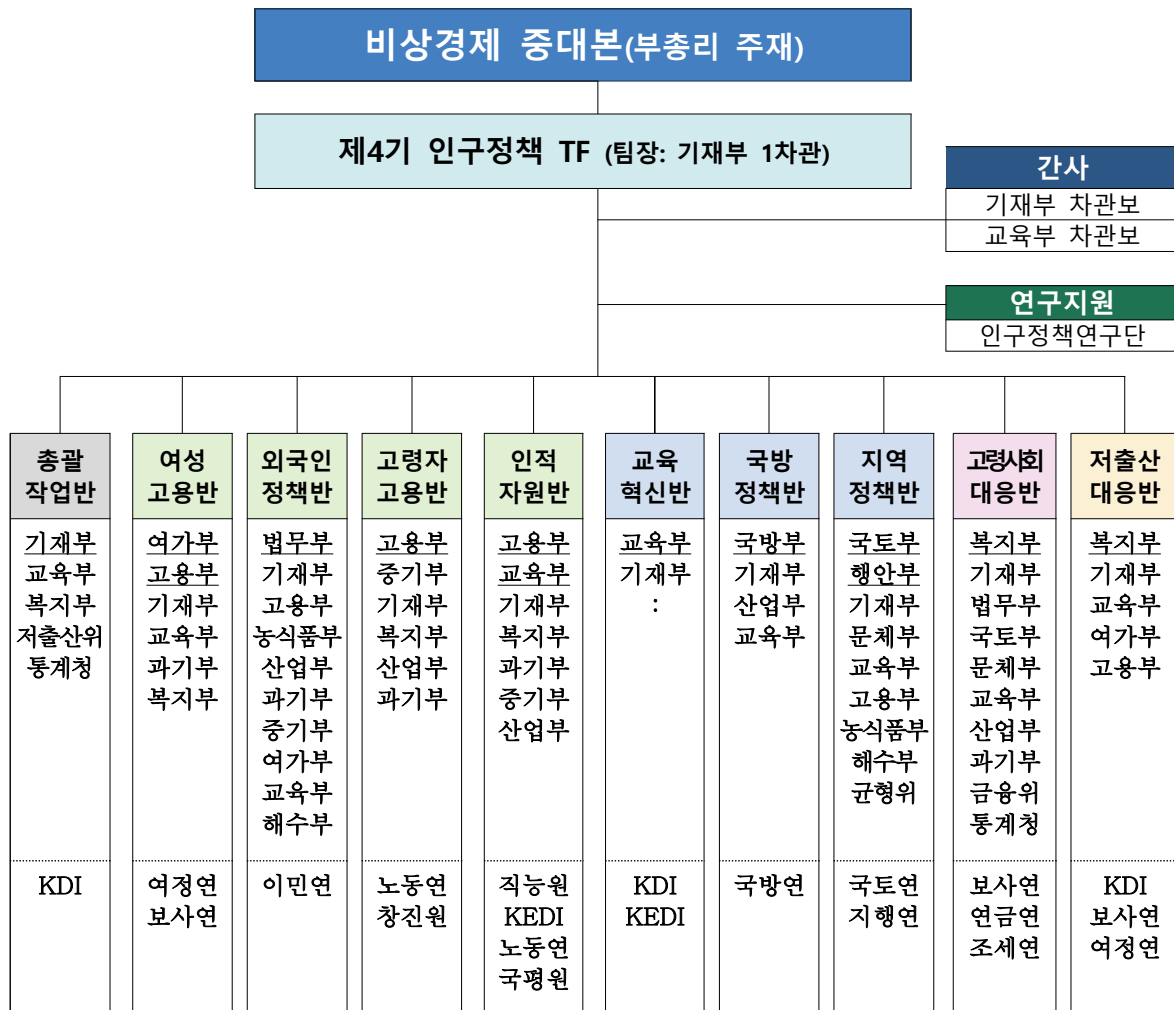 비상경제 중대본(부총리 주재)
제4기 인구정책 TF (팀장: 기재부 1차관)
간사
기재부 차관보
교육부 차관보
연구지원
인구정책연구단
총괄
작업반
기재부
교육부
복지부
저출산위
통계청
KDI
여성
고용반
여가부
고용부
기재부
교육부
과기부
복지부
여정연
보사연
외국인
정책반
법무부
기재부
고용부
농식품부
산업부
과기부
중기부
여가부
교육부
해수부
이민연
고령자
고용반
고용부
중기부
기재부
복지부
산업부
과기부
노동연
창진원
인적
자원반
고용부
교육부
기재부
복지부
과기부
중기부
산업부
직능원
KEDI
노동연
국평원
교육
혁신반
교육부
기재부
:
KDI
KEDI
국방
정책반
국방부
기재부
산업부
교육부
국방연
지역
정책반
국토부
행안부
기재부
문체부
교육부
고용부
농식품부
해수부
균형위
국토연
지행연
고령사회
대응반
복지부
기재부
법무부
국토부
문체부
교육부
산업부
과기부
금융위
통계청
보사연
연금연
조세연
저출산
대응반
복지부
기재부
교육부
여가부
고용부
KDI
보사연
여정연